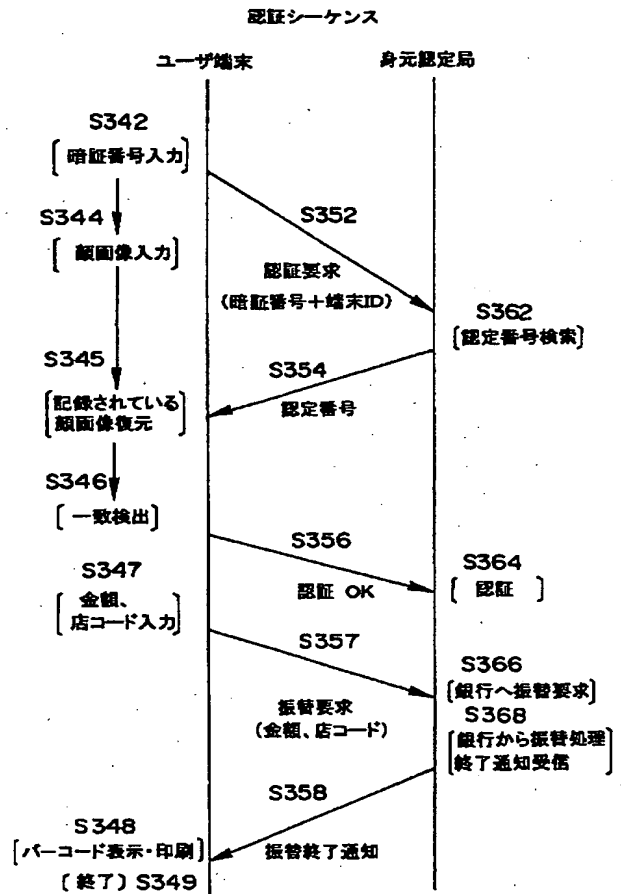 認証シーケンス
ユーザ端末
身元認定局
S342
[暗証番号入力]
S344
[顔画像入力]
S352
認証要求
(暗証番号+端末ID)
S362
[認定番号検索]
S345
[記録されている
顔画像復元]
S354
認定番号
S346
[一致検出]
S356
認証 OK
S364
[認証]
S347
[金額、
店コード入力]
S357
振替要求
(金額、店コード)
S366
[銀行へ振替要求]
S368
[銀行から振替処理
終了通知受信]
S358
振替終了通知
S348
[バーコード表示・印刷]
[終了] S349